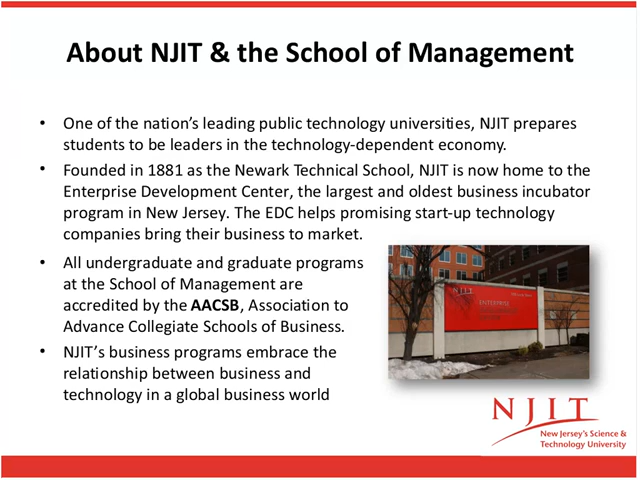 About NJIT & the School of Management
• One of the nation's leading public technology universities, NJIT prepares
students to be leaders in the technology-dependent economy.
• Founded in 1881 as the Newark Technical School, NJIT is now home to the
Enterprise Development Center, the largest and oldest business incubator
program in New Jersey. The EDC helps promising start-up technology
companies bring their business to market.
• All undergraduate and graduate programs
at the School of Management are
accredited by the AACSB, Association to
Advance Collegiate Schools of Business.
• NJIT's business programs embrace the
relationship between business and
technology in a global business world
NJIT
ENTERPRISE
NJIT
New Jersey's Science &
Technology University